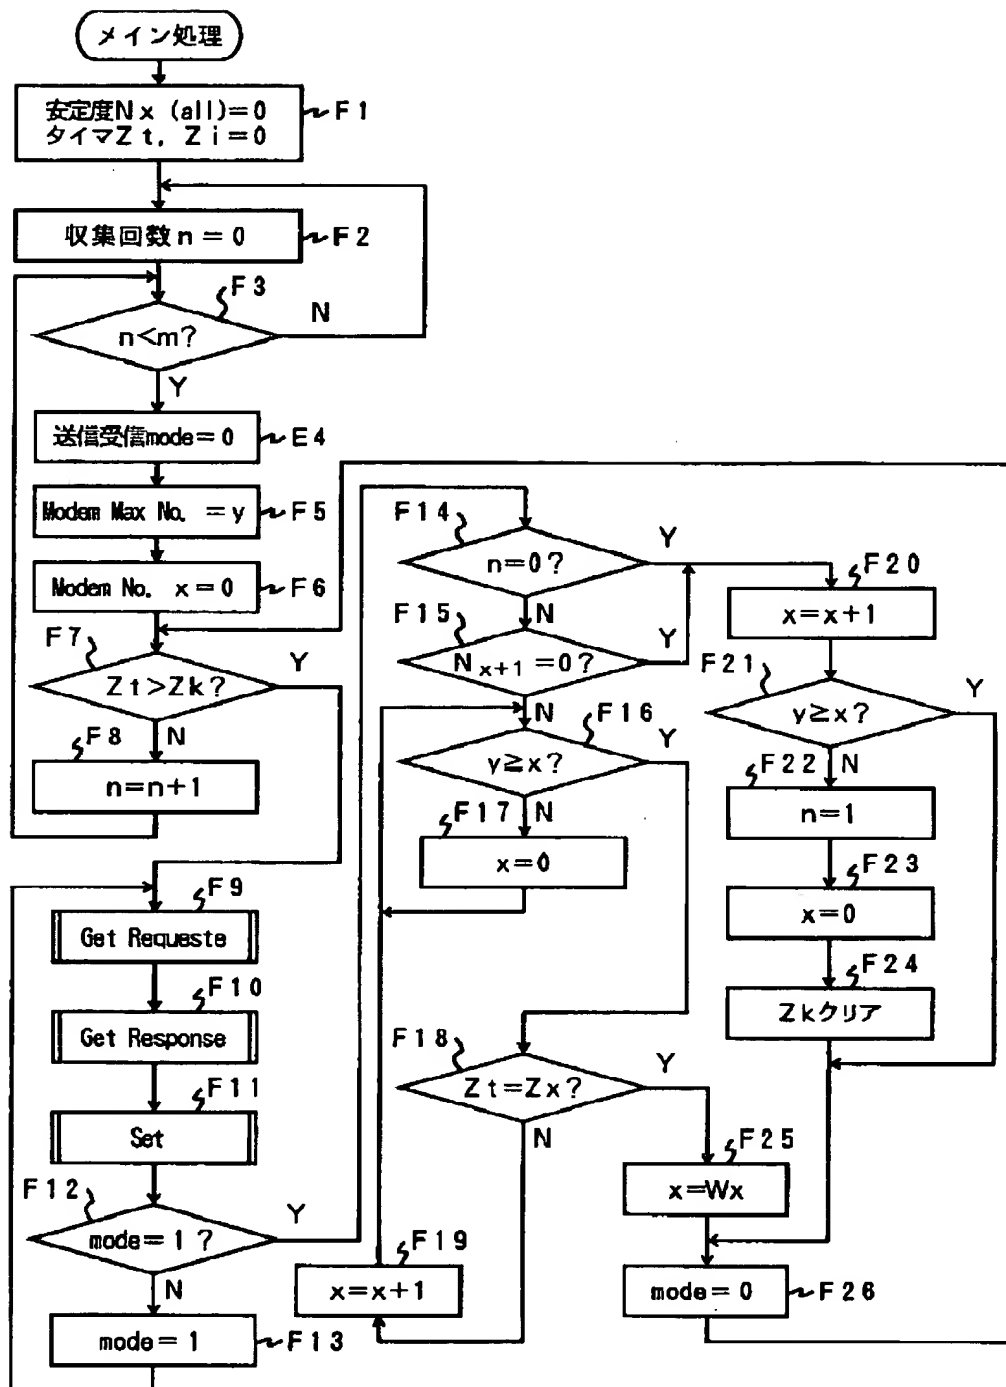 メイン処理
安定度Nx (all)=0
タイマZt, Zi=0
F1
収集回数n=0
F2
F3
n<m?
N
Y
送信受信mode=0
E4
Modem Max No. =y
F5
Modem No. x=0
F6
F7
Zt>Zk?
Y
N
F8
n=n+1
F9
Get Requeste
F10
Get Response
F11
Set
F12
mode=1?
Y
N
mode=1
F13
F14
n=0?
Y
N
F15
Nx+1=0?
Y
N
F16
y≧x?
Y
N
F17
x=0
F18
Zt=Zx?
Y
N
F19
x=x+1
F20
x=x+1
F21
y≧x?
Y
N
F22
n=1
F23
x=0
F24
Zkクリア
F25
x=Wx
mode=0
F26